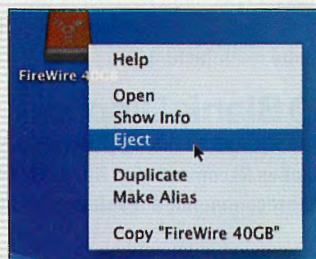 FireWire 40GB
Help
Open
Show Info
Eject
Duplicate
Make Alias
Copy "FireWire 40GB"